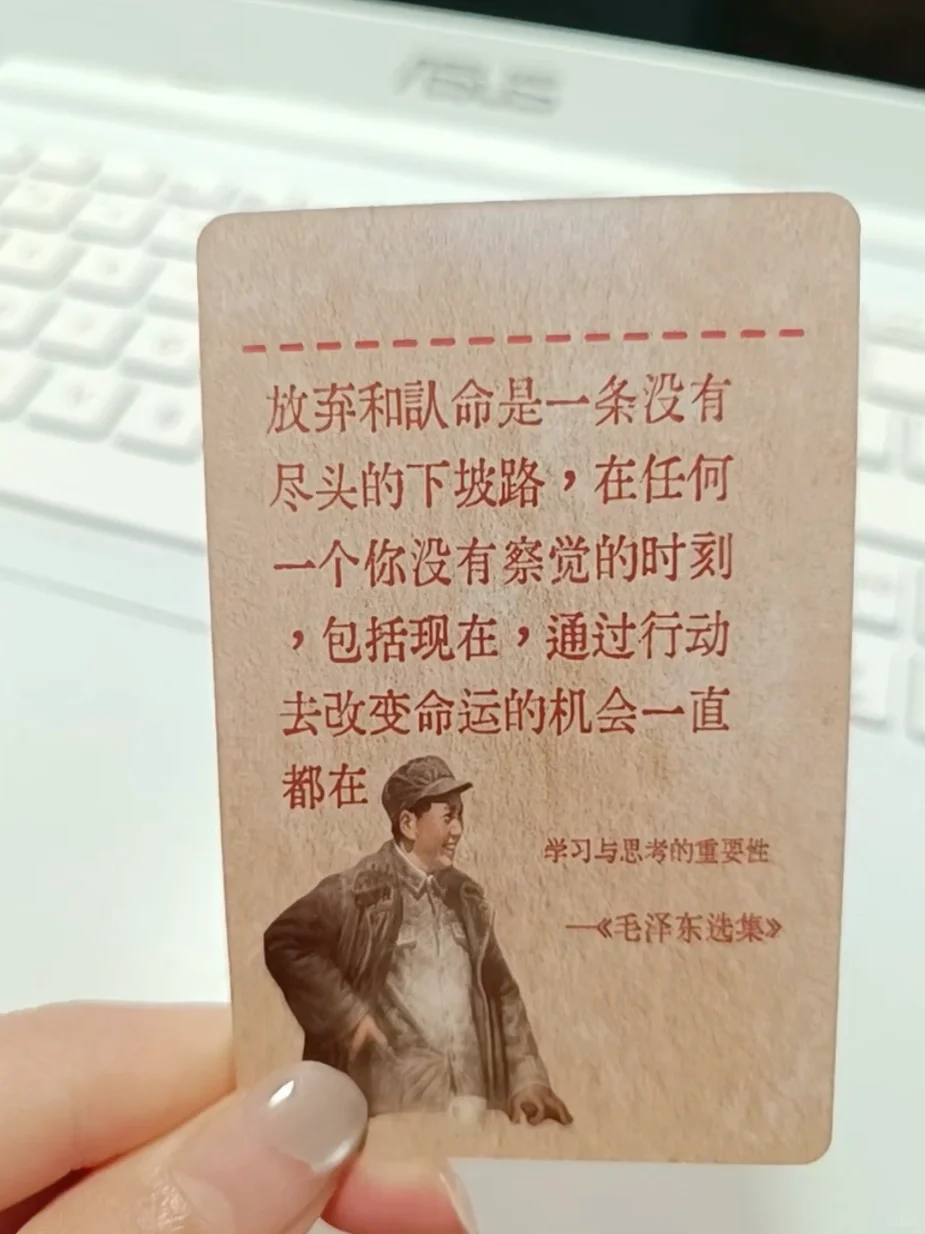 ASUS
放弃和認命是一条没有
尽头的下坡路，在任何
一个你没有察觉的时刻
，包括现在，通过行动
去改变命运的机会一直
都在
学习与思考的重要性
—《毛泽东选集》